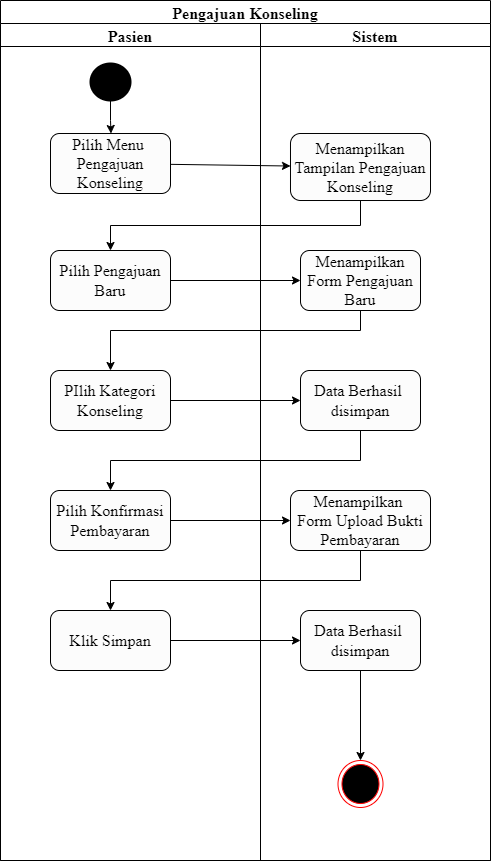 Pengajuan Konseling
Pasien
Sistem
Pilih Menu
Pengajuan
Konseling
Menampilkan
Tampilan Pengajuan
Konseling
Pilih Pengajuan
Baru
Menampilkan
Form Pengajuan
Baru
PIlih Kategori
Konseling
Data Berhasil
disimpan
Pilih Konfirmasi
Pembayaran
Menampilkan
Form Upload Bukti
Pembayaran
Klik Simpan
Data Berhasil
disimpan